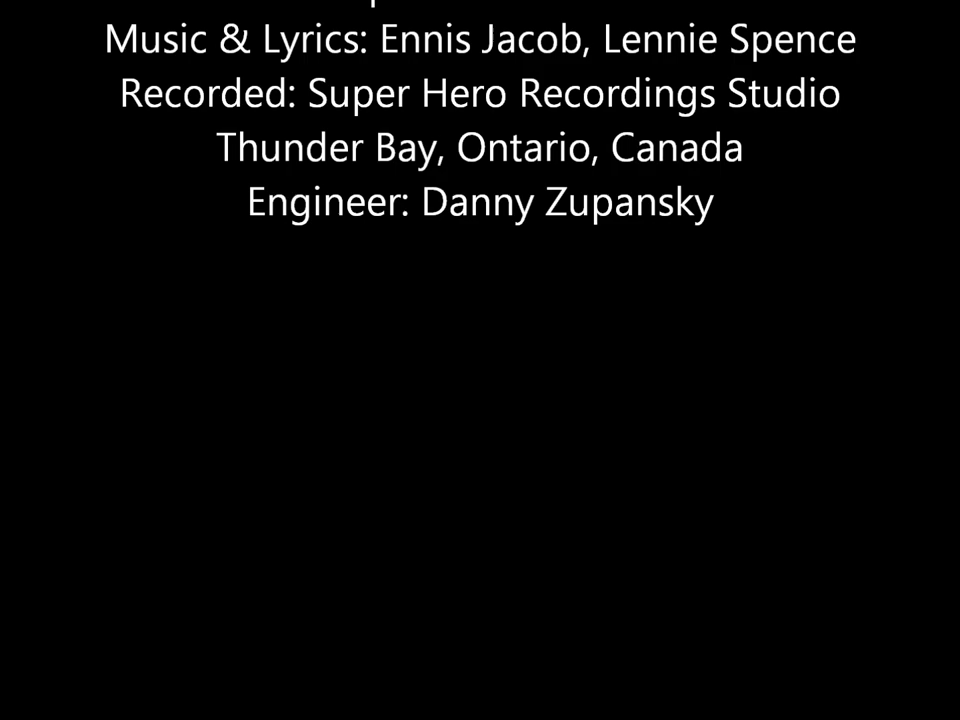 Music & Lyrics: Ennis Jacob, Lennie Spence
Recorded: Super Hero Recordings Studio
Thunder Bay, Ontario, Canada
Engineer: Danny Zupansky